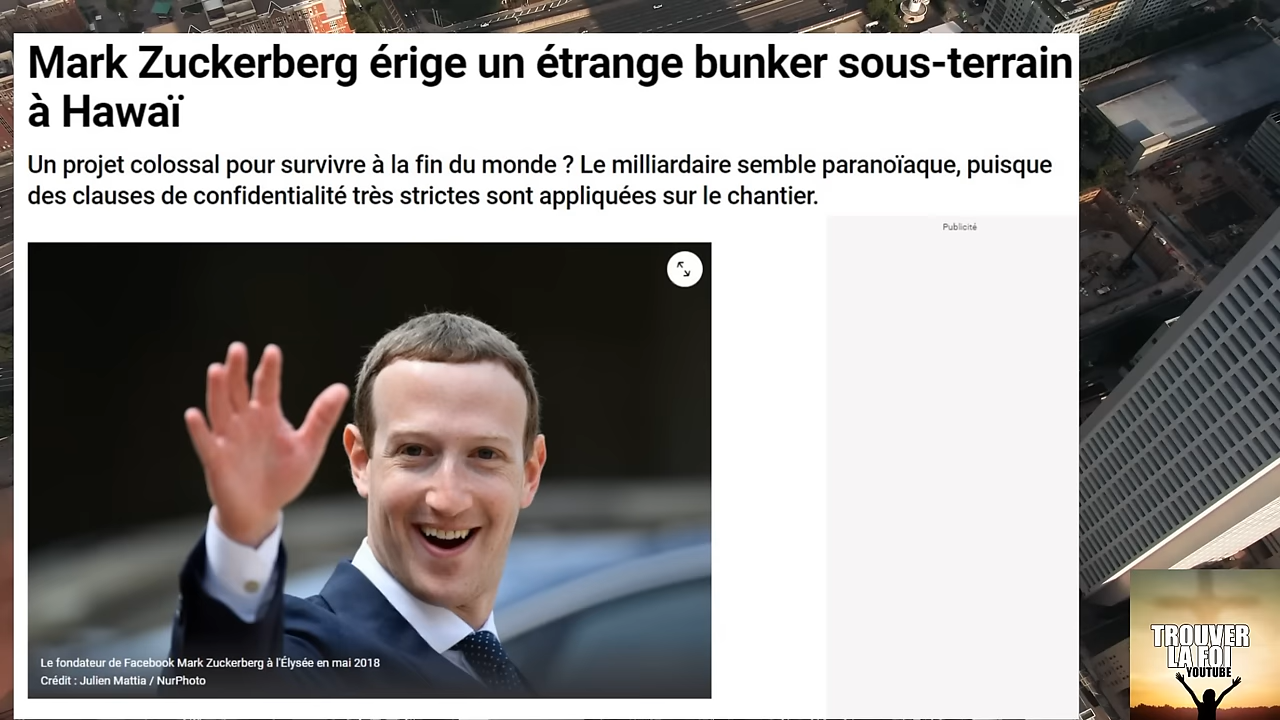 Mark Zuckerberg érige un étrange bunker sous-terrain
à Hawaï
Un projet colossal pour survivre à la fin du monde ? Le milliardaire semble paranoïaque, puisque
des clauses de confidentialité très strictes sont appliquées sur le chantier.
Publicité
Le fondateur de Facebook Mark Zuckerberg à l'Élysée en mai 2018
Crédit : Julien Mattia / NurPhoto
TROUVER
LA FOI
YOUTUBE